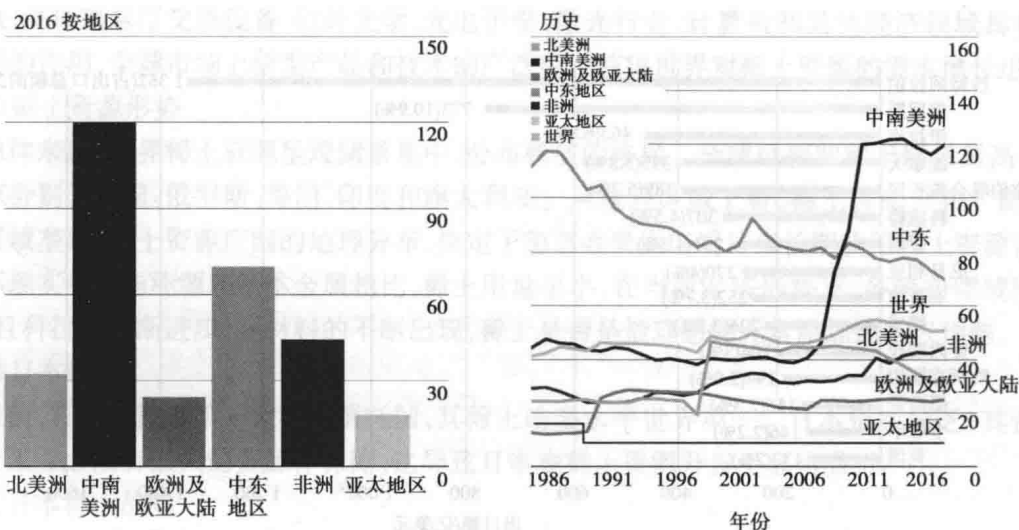 2016 按地区
150
120
90
60
30
0
北美洲
中南
美洲
欧洲及
欧亚大陆
中东
地区
非洲
亚太地区
历史
北美洲
中南美洲
欧洲及欧亚大陆
中东地区
非洲
亚太地区
世界
160
140
120
100
80
60
40
20
0
中南美洲
中东
世界
北美洲
非洲
欧洲及欧亚大陆
亚太地区
1986
1991
1996
2001
2006
2011
2016
年份